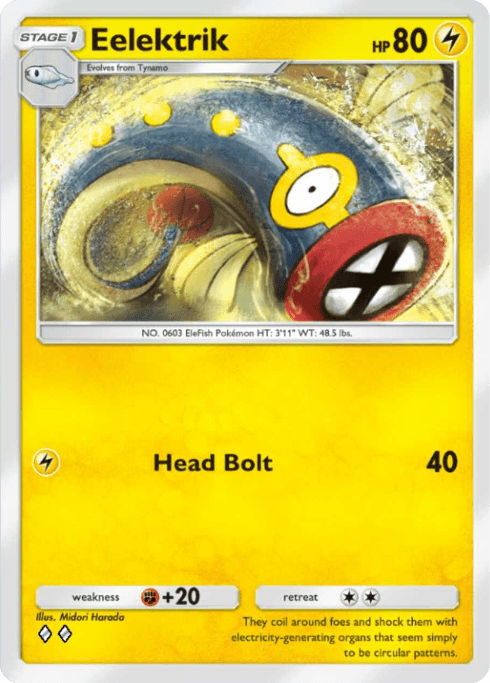 STAGE 1
Eelektrik
HP 80
Evolves from Tynamo
NO. 0603 EleFish Pokémon HT: 3'11" WT: 48.5 lbs.
Head Bolt 40
weakness +20 retreat
Illus. Midori Harada
They coil around foes and shock them with
electricity-generating organs that seem simply
to be circular patterns.